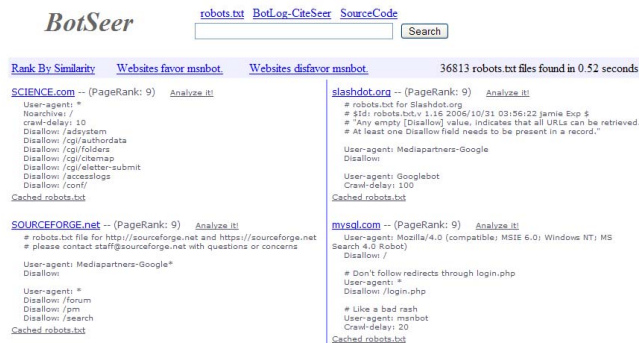 BotSeer
robots.txt BotLog-CiteSeer SourceCode
Search
Rank By Similarity Websites favor msnbot. Websites disfavor msnbot. 36813 robots.txt files found in 0.52 seconds
SCIENCE.com -- (PageRank: 9) Analyze it!
User-agent: *
Noarchive: /
crawl-delay: 10
Disallow: /adsystem
Disallow: /cgi/authordata
Disallow: /cgi/folders
Disallow: /cgi/citemap
Disallow: /cgi/eletter-submit
Disallow: /accesslogs
Disallow: /conf/
Cached robots.txt
SOURCEFORGE.net -- (PageRank: 9) Analyze it!
# robots.txt file for http://sourceforge.net and https://sourceforge.net
# please contact staff@sourceforge.net with questions or concerns
User-agent: Mediapartners-Google*
Disallow:
User-agent: *
Disallow: /forum
Disallow: /pm
Disallow: /search
Cached robots.txt
slashdot.org -- (PageRank: 9) Analyze it!
# robots.txt for Slashdot.org
# $Id: robots.txt,v 1.16 2006/10/31 03:56:22 jamie Exp $
# "Any empty [Disallow] value, indicates that all URLs can be retrieved.
# At least one Disallow field needs to be present in a record."
User-agent: Mediapartners-Google
Disallow:
User-agent: Googlebot
Crawl-delay: 100
Cached robots.txt
mysql.com -- (PageRank: 9) Analyze it!
User-agent: Mozilla/4.0 (compatible; MSIE 6.0; Windows NT; MS
Search 4.0 Robot)
Disallow: /
# Don't follow redirects through login.php
User-agent: *
Disallow: /login.php
# Like a bad rash
User-agent: msnbot
Crawl-delay: 20
Cached robots.txt